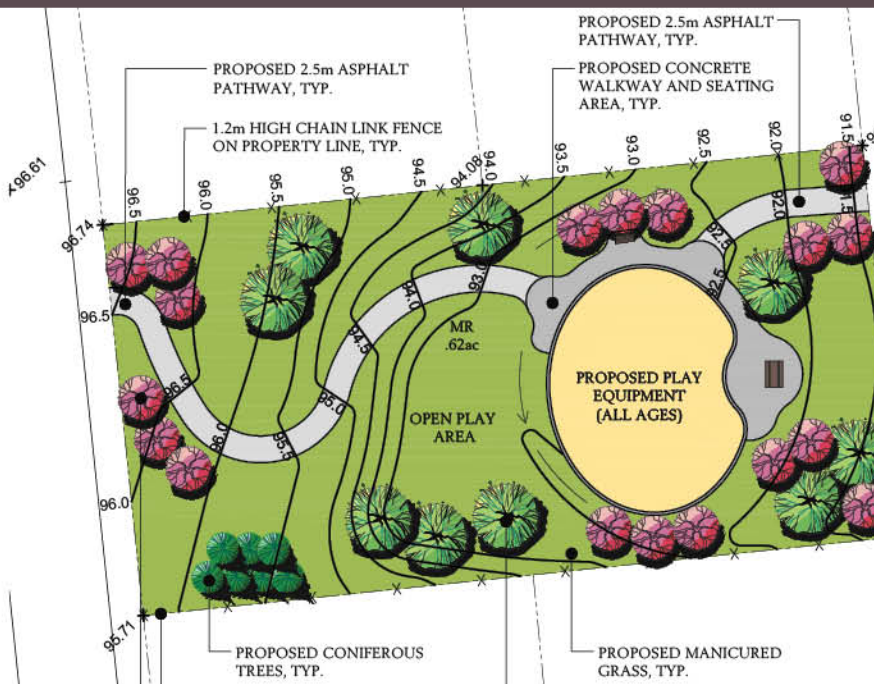 PROPOSED 2.5m ASPHALT
PATHWAY, TYP.
PROPOSED 2.5m ASPHALT
PATHWAY, TYP.
PROPOSED CONCRETE
WALKWAY AND SEATING
AREA, TYP.
1.2m HIGH CHAIN LINK FENCE
ON PROPERTY LINE, TYP.
96.61
96.74
96.5
96.0
95.5
95.0
94.5
94.08
94.0
93.5
93.0
92.5
92.0
91.5
96.5
96.5
96.0
95.5
95.0
94.5
94.0
92.5
92.5
92.0
91.5
MR
.62ac
OPEN PLAY
AREA
PROPOSED PLAY
EQUIPMENT
(ALL AGES)
96.0
95.71
PROPOSED CONIFEROUS
TREES, TYP.
PROPOSED MANICURED
GRASS, TYP.